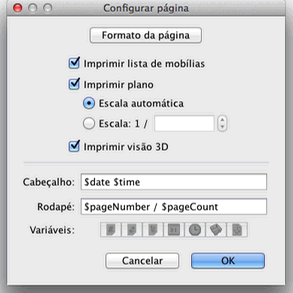 Configurar página
Formato da página
Imprimir lista de mobílias
Imprimir plano
Escala automática
Escala: 1 /
Imprimir visão 3D
Cabeçalho: $date $time
Rodapé: $pageNumber / $pageCount
Variáveis:
Cancelar OK